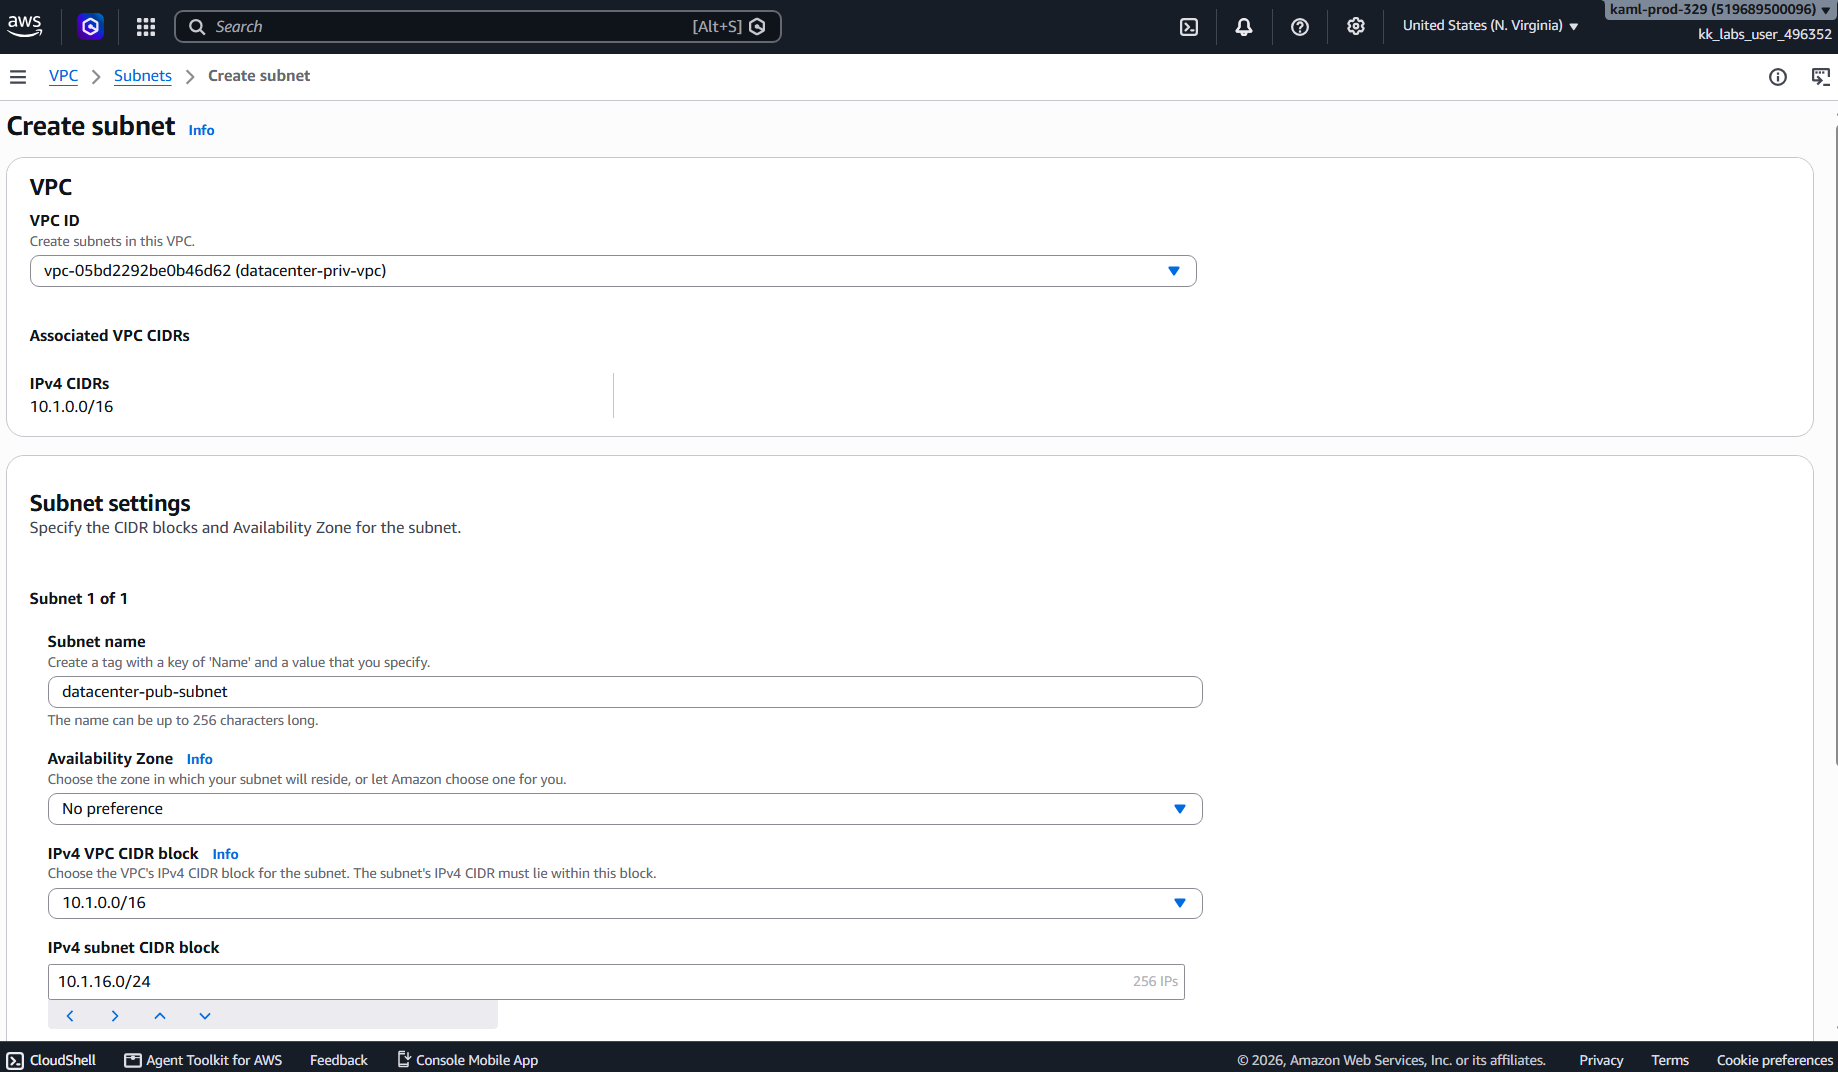 aws
Search [Alt+S]
United States (N. Virginia)
kaml-prod-329 (519689500096)
kk_labs_user_496352
VPC
Subnets
Create subnet
Create subnet Info
VPC
VPC ID
Create subnets in this VPC.
vpc-05bd2292be0b46d62 (datacenter-priv-vpc)
Associated VPC CIDRs
IPv4 CIDRs
10.1.0.0/16
Subnet settings
Specify the CIDR blocks and Availability Zone for the subnet.
Subnet 1 of 1
Subnet name
Create a tag with a key of 'Name' and a value that you specify.
datacenter-pub-subnet
The name can be up to 256 characters long.
Availability Zone Info
Choose the zone in which your subnet will reside, or let Amazon choose one for you.
No preference
IPv4 VPC CIDR block Info
Choose the VPC's IPv4 CIDR block for the subnet. The subnet's IPv4 CIDR must lie within this block.
10.1.0.0/16
IPv4 subnet CIDR block
10.1.16.0/24 256 IPs
CloudShell Agent Toolkit for AWS Feedback Console Mobile App © 2026, Amazon Web Services, Inc. or its affiliates. Privacy Terms Cookie preferences